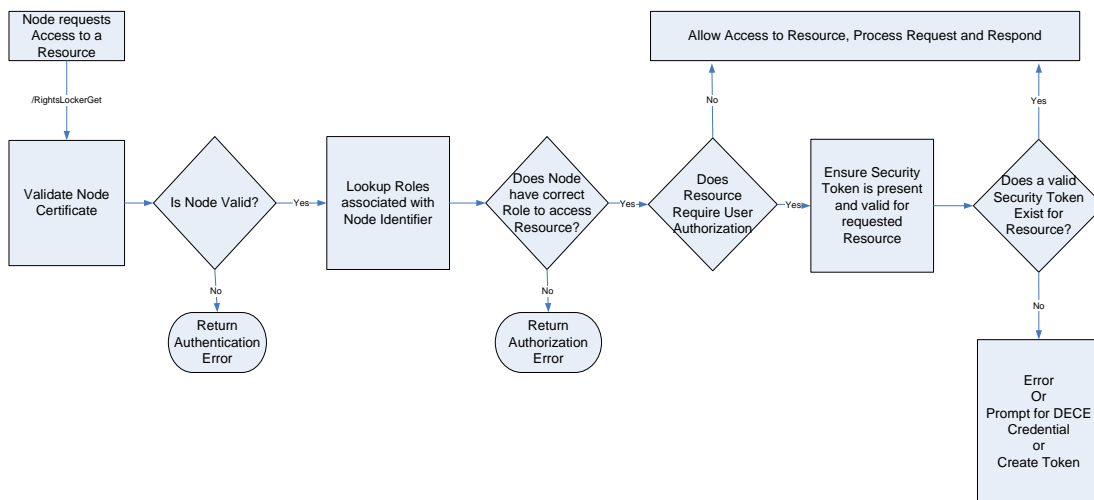 Node requests
Access to a
Resource
Allow Access to Resource, Process Request and Respond
/RightsLockerGet
No
Yes
Validate Node
Certificate
Is Node Valid?
Yes
Lookup Roles
associated with
Node Identifier
Does Node
have correct
Role to access
Resource?
Yes
Does
Resource
Require User
Authorization
Yes
Ensure Security
Token is present
and valid for
requested
Resource
Does a valid
Security Token
Exist for
Resource?
No
No
No
Return
Authentication
Error
Return
Authorization
Error
Error
Or
Prompt for DECE
Credential
or
Create Token